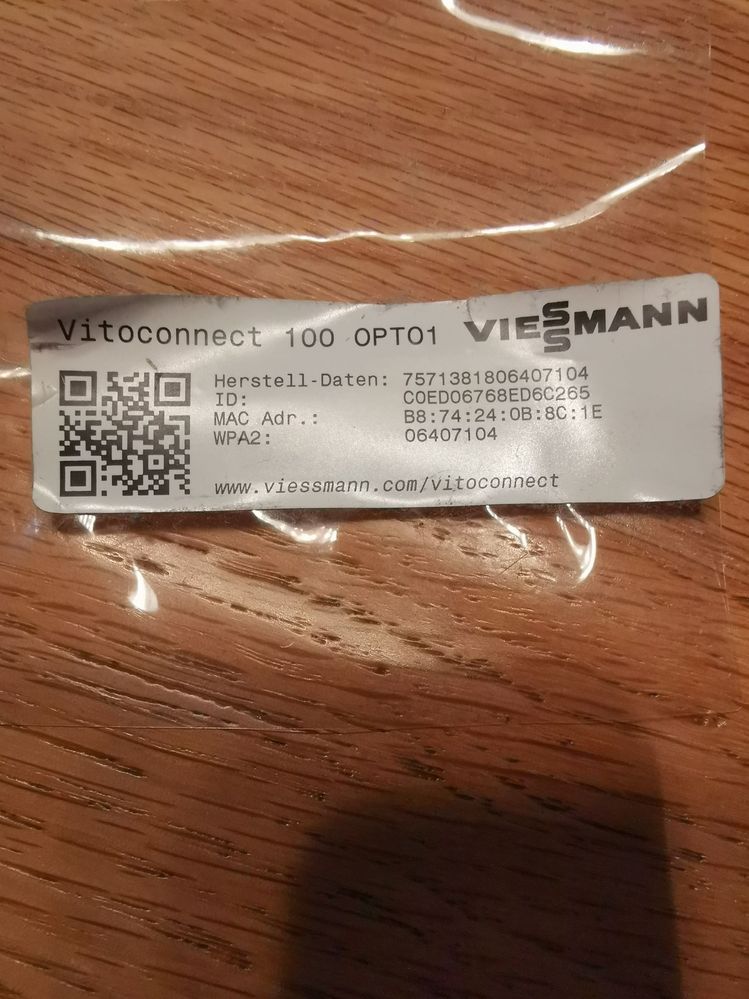 Vitoconnect 100 OPTO1 VIESSMANN
Herstell-Daten: 7571381806407104
ID: C0ED06768ED6C265
MAC Adr.: B8:74:24:0B:8C:1E
WPA2: 06407104
www.viessmann.com/vitoconnect